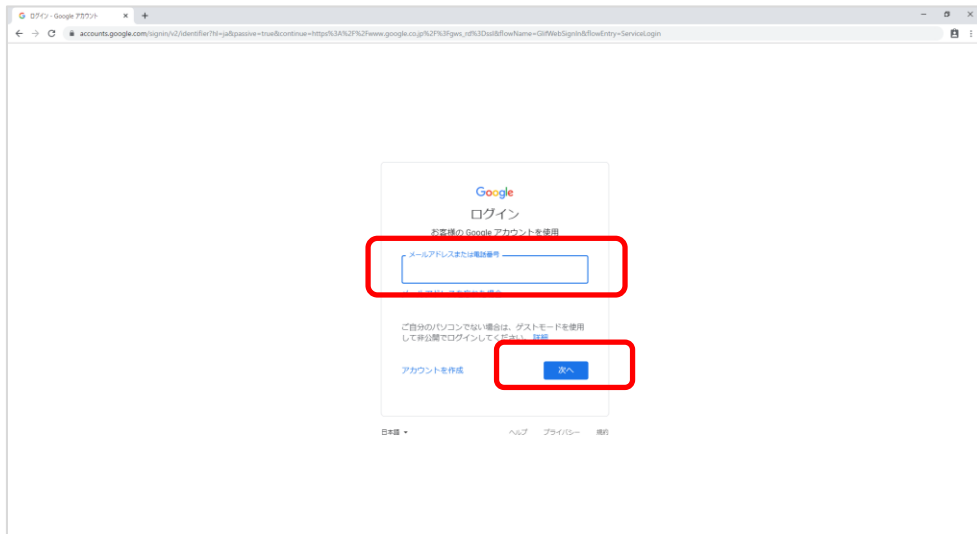 ログイン - Google アカウント
accounts.google.com/signin/v2/identifier?hl=ja&passive=true&continue=https%3A%2F%2Fwww.google.co.jp%2F%3Fgws_rd%3Dssl&flowName=GlifWebSignIn&flowEntry=ServiceLogin
Google
ログイン
お客様の Google アカウントを使用
メールアドレスまたは電話番号
ご自分のパソコンでない場合は、ゲストモードを使用
して非公開でログインしてください。 詳細
アカウントを作成
次へ
日本語
ヘルプ プライバシー 規約